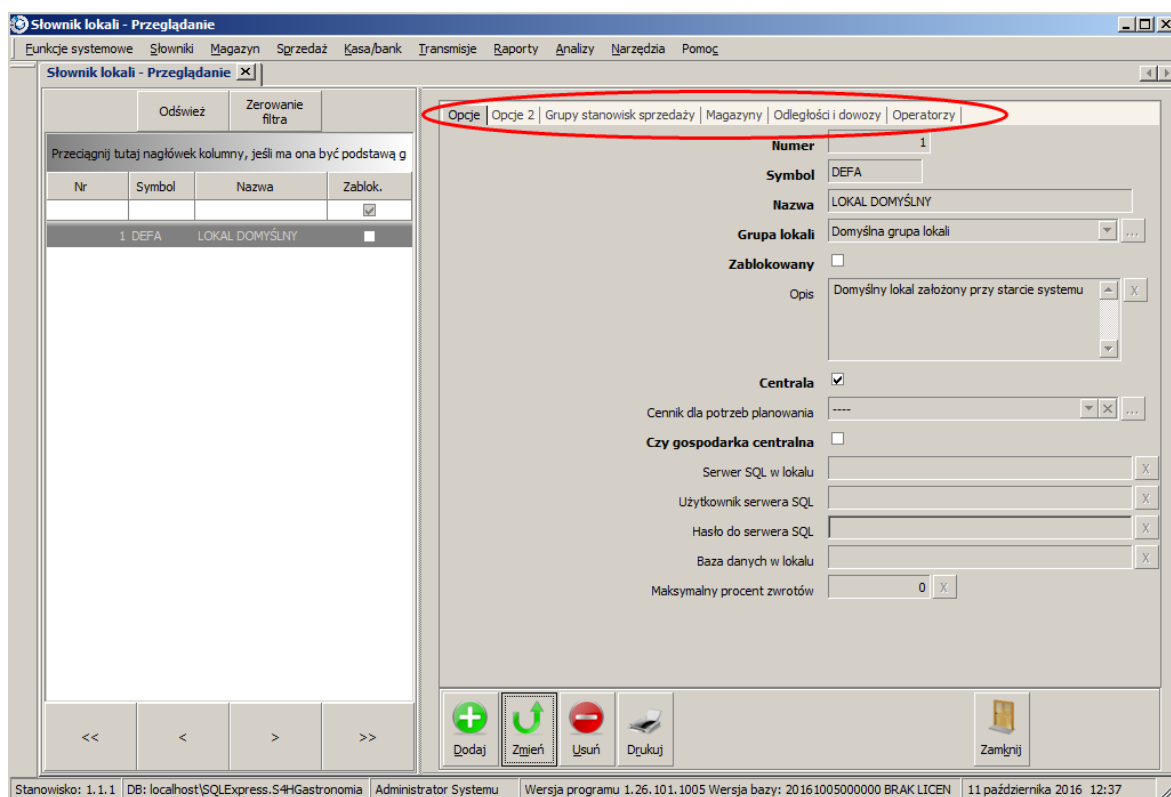 Słownik lokali - Przeglądanie
Funkcje systemowe Słowniki Magazyn Sprzedaż Kasa/bank Transmisje Raporty Analizy Narzędzia Pomoc
Słownik lokali - Przeglądanie
Odśwież Zerowanie filtra
Przeciągnij tutaj nagłówek kolumny, jeśli ma ona być podstawą g
Nr Symbol Nazwa Zablok.
1 DEFA LOKAL DOMYŚLNY
<< < > >>
Opcje Opcje 2 Grupy stanowisk sprzedaży Magazyny Odległości i dowozy Operatorzy
Numer 1
Symbol DEFA
Nazwa LOKAL DOMYŚLNY
Grupa lokali Domyślna grupa lokali ...
Zablokowany
Opis Domyślny lokal założony przy starcie systemu X
Centrala
Cennik dla potrzeb planowania ---- ...
Czy gospodarka centralna
Serwer SQL w lokalu X
Użytkownik serwera SQL X
Hasło do serwera SQL X
Baza danych w lokalu X
Maksymalny procent zwrotów 0 X
Dodaj Zmień Usuń Drukuj Zamknij
Stanowisko: 1.1.1 DB: localhost\SQLExpress.S4HGastronomia Administrator Systemu Wersja programu 1.26.101.1005 Wersja bazy: 20161005000000 BRAK LICEN 11 października 2016 12:37